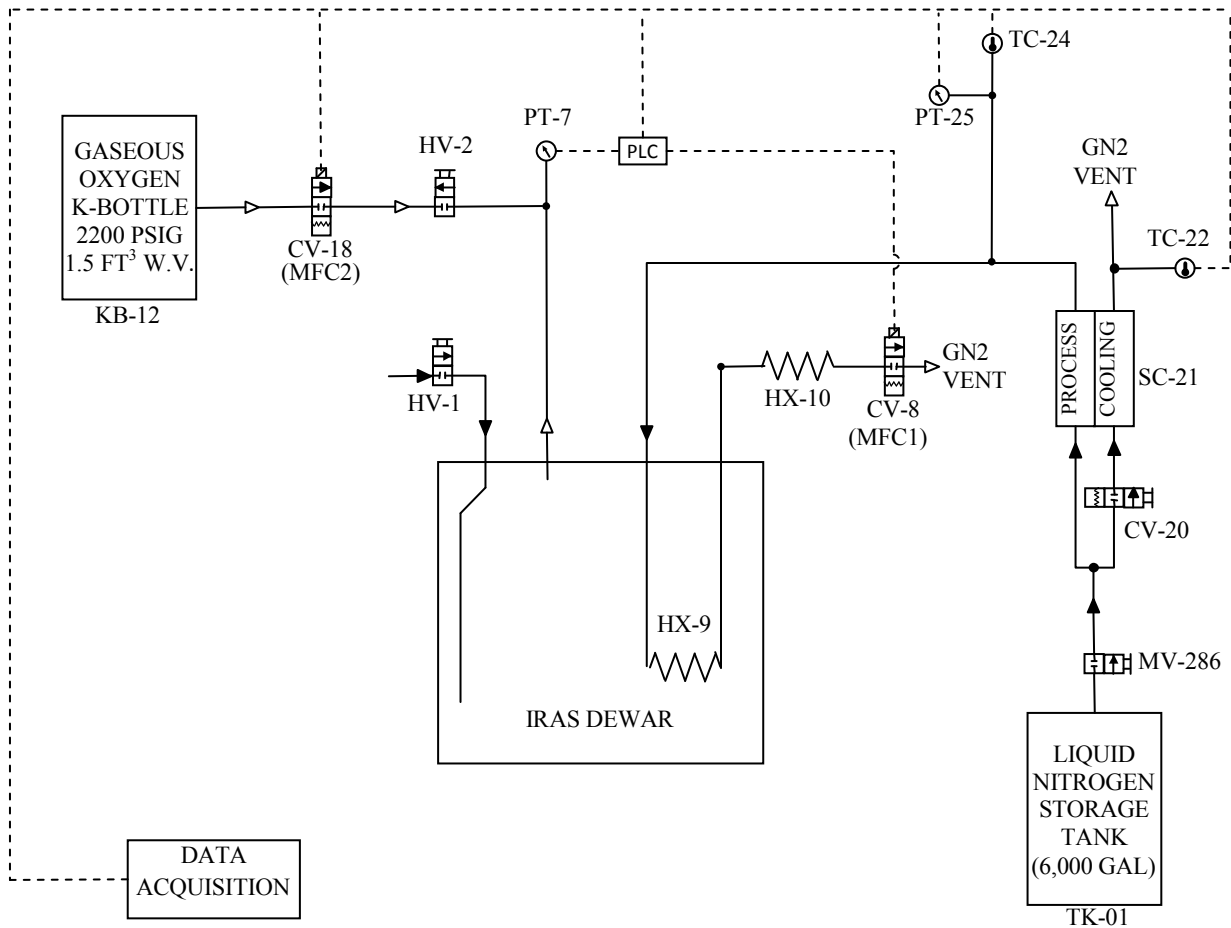 TC-24
PT-25
PT-7
HV-2
PLC
GASEOUS
OXYGEN
K-BOTTLE
2200 PSIG
1.5 FT³ W.V.
KB-12
CV-18
(MFC2)
GN2
VENT
TC-22
HV-1
HX-10
CV-8
(MFC1)
GN2
VENT
PROCESS
COOLING
SC-21
CV-20
HX-9
IRAS DEWAR
MV-286
LIQUID
NITROGEN
STORAGE
TANK
(6,000 GAL)
TK-01
DATA
ACQUISITION